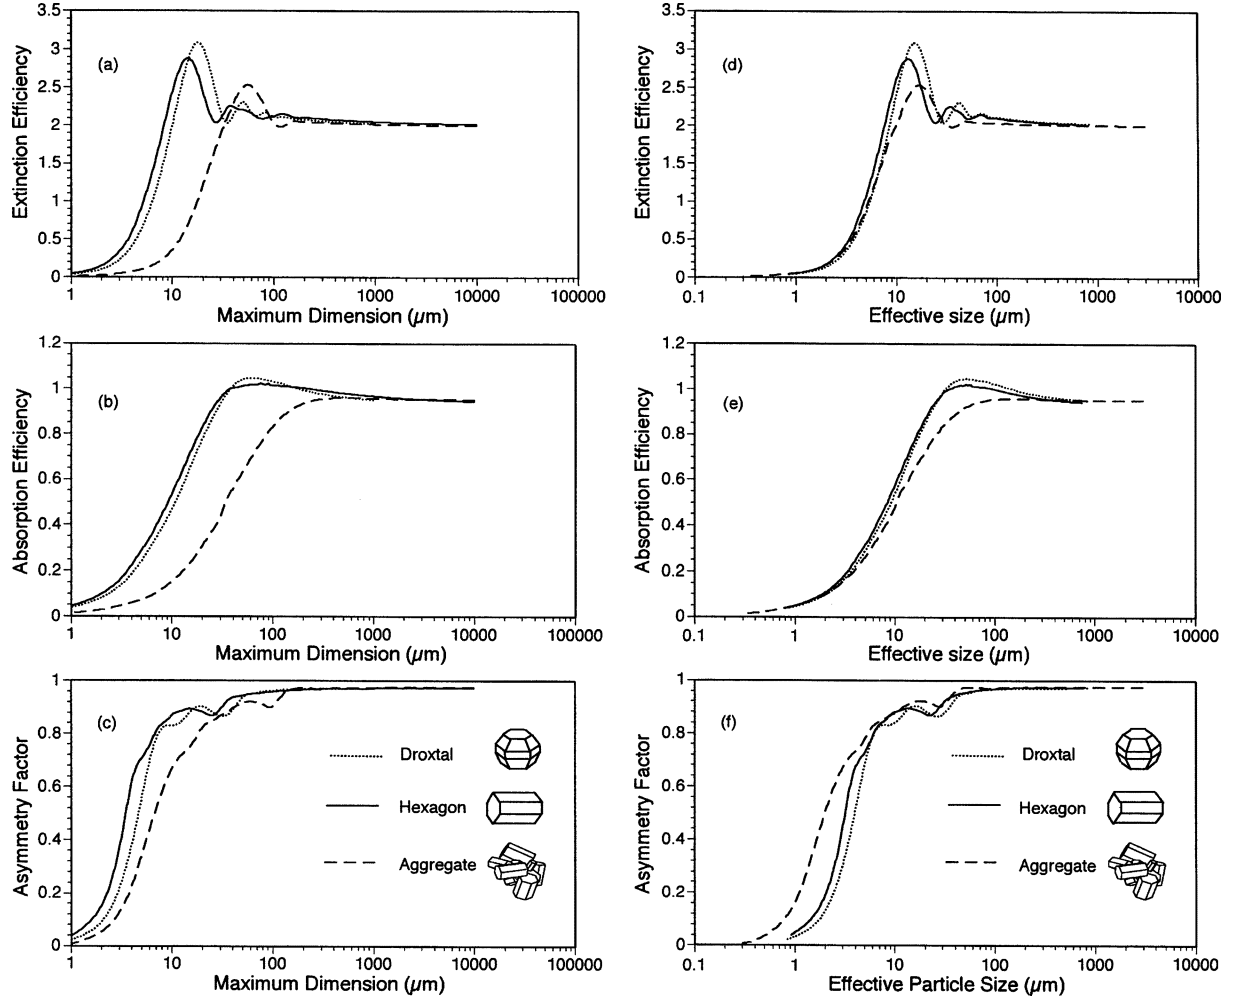 3.5
3
2.5
2
1.5
1
0.5
0
Extinction Efficiency
(a)
1 10 100 1000 10000 100000
Maximum Dimension (µm)
3.5
3
2.5
2
1.5
1
0.5
0
Extinction Efficiency
(d)
0.1 1 10 100 1000 10000
Effective size (µm)
1.2
1
0.8
0.6
0.4
0.2
0
Absorption Efficiency
(b)
1 10 100 1000 10000 100000
Maximum Dimension (µm)
1.2
1
0.8
0.6
0.4
0.2
0
Absorption Efficiency
(e)
0.1 1 10 100 1000 10000
Effective size (µm)
1
0.8
0.6
0.4
0.2
0
Asymmetry Factor
(c)
Droxtal
Hexagon
Aggregate
1 10 100 1000 10000 100000
Maximum Dimension (µm)
1
0.8
0.6
0.4
0.2
0
Asymmetry Factor
(f)
Droxtal
Hexagon
Aggregate
0.1 1 10 100 1000 10000
Effective Particle Size (µm)